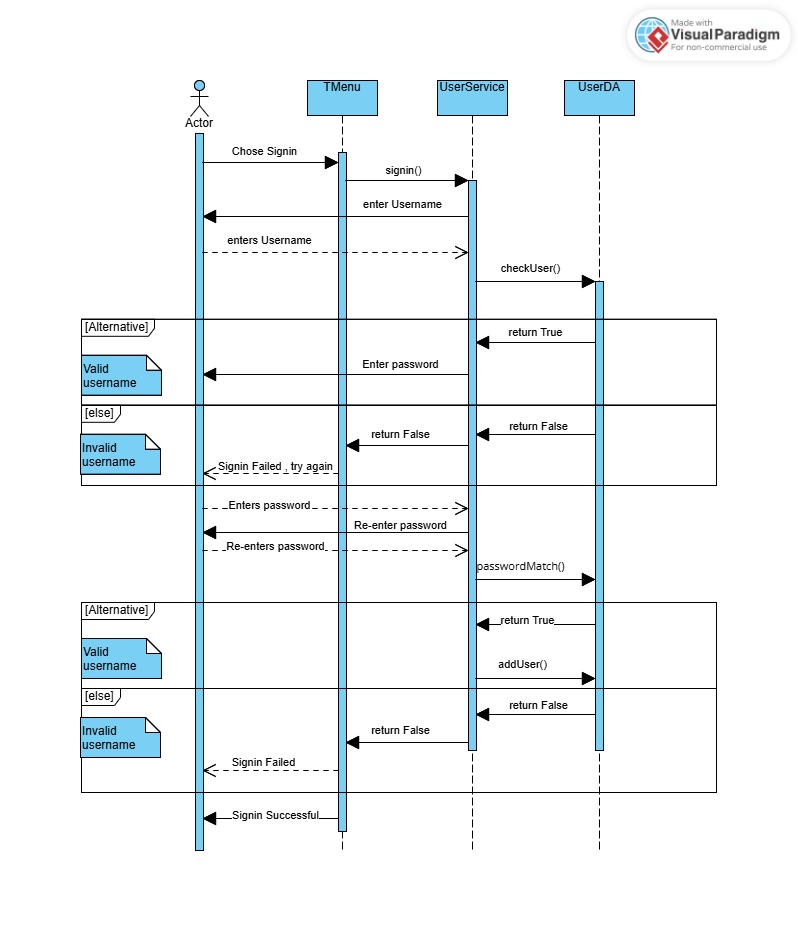 Made with
VisualParadigm
For non-commercial use
Actor
TMenu
UserService
UserDA
Chose Signin
signin()
enter Username
enters Username
checkUser()
[Alternative]
return True
Valid
username
Enter password
[else]
return False
return False
Invalid
username
Signin Failed , try again
Enters password
Re-enter password
Re-enters password
passwordMatch()
[Alternative]
return True
Valid
username
addUser()
[else]
return False
Invalid
username
return False
Signin Failed
Signin Successful